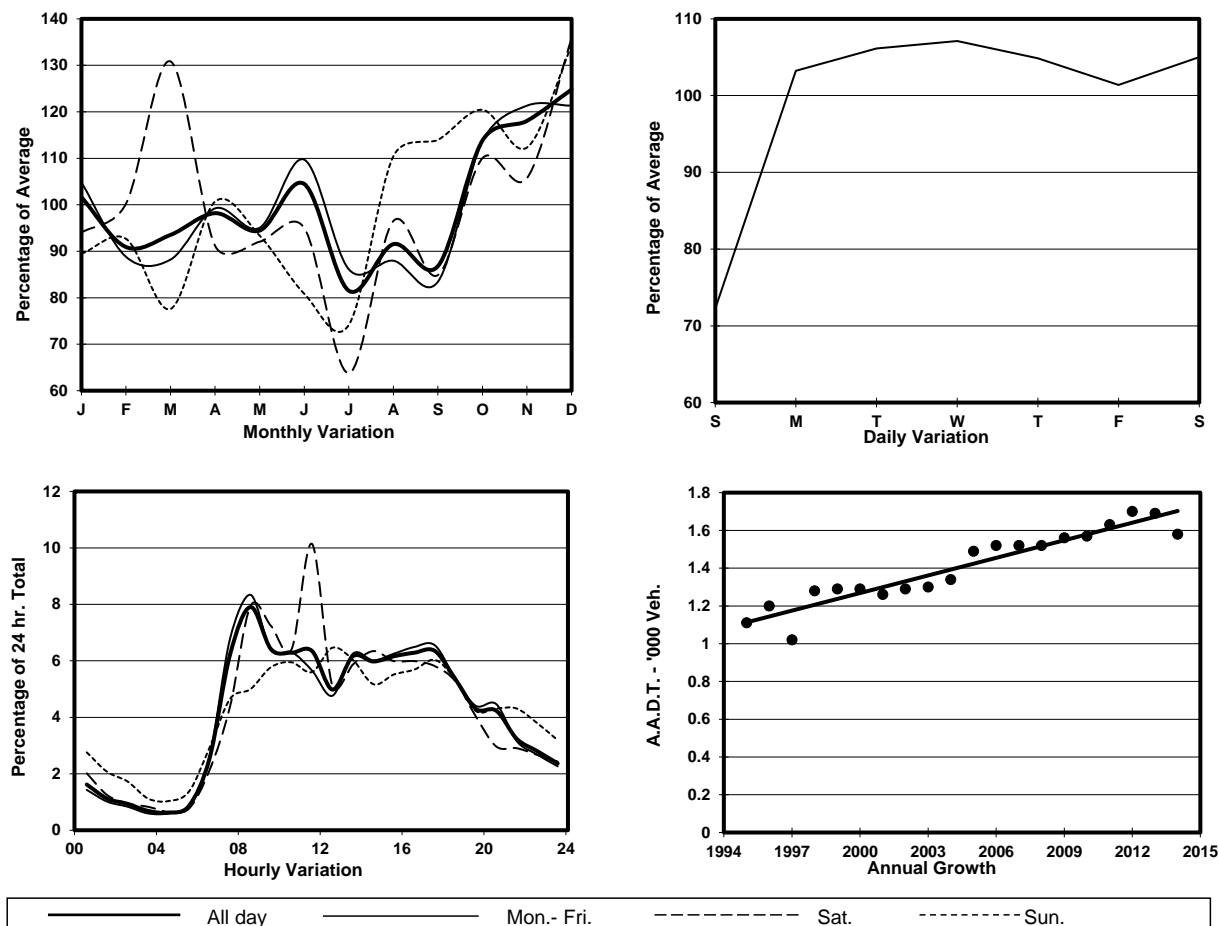 140
130
120
110
100
90
80
70
60
Percentage of Average
J F M A M J J A S O N D
Monthly Variation
110
100
90
80
70
60
Percentage of Average
S M T W T F S
Daily Variation
12
10
8
6
4
2
0
Percentage of 24 hr. Total
00 04 08 12 16 20 24
Hourly Variation
1.8
1.6
1.4
1.2
1
0.8
0.6
0.4
0.2
0
A.A.D.T. - '000 Veh.
1994 1997 2000 2003 2006 2009 2012 2015
Annual Growth
All day Mon.- Fri. Sat. Sun.